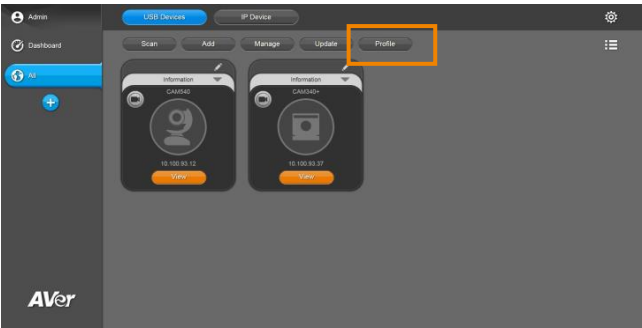 Admin
USB Devices
IP Device
Dashboard
Scan
Add
Manage
Update
Profile
All
Information
CAM540
10.100.93.12
View
Information
CAM340+
10.100.93.37
View
AVer